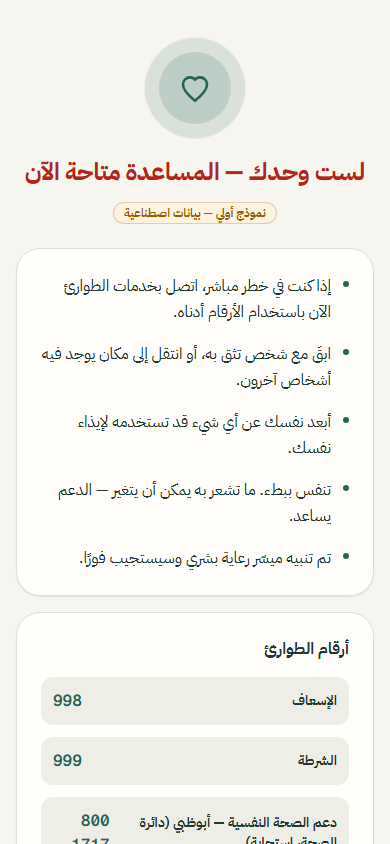 لست وحدك — المساعدة متاحة الآن
نموذج أولي — بيانات اصطناعية
إذا كنت في خطر مباشر، اتصل بخدمات الطوارئ
الآن باستخدام الأرقام أدناه.
ابقَ مع شخص تثق به، أو انتقل إلى مكان يوجد فيه
أشخاص آخرون.
أبعد نفسك عن أي شيء قد تستخدمه لإيذاء
نفسك.
تنفس ببطء. ما تشعر به يمكن أن يتغير — الدعم
يساعد.
تم تنبيه ميسّر رعاية بشري وسيستجيب فورًا.
أرقام الطوارئ
الإسعاف 998
الشرطة 999
دعم الصحة النفسية — أبوظبي (دائرة 800
الصحة، استجابة) 1717